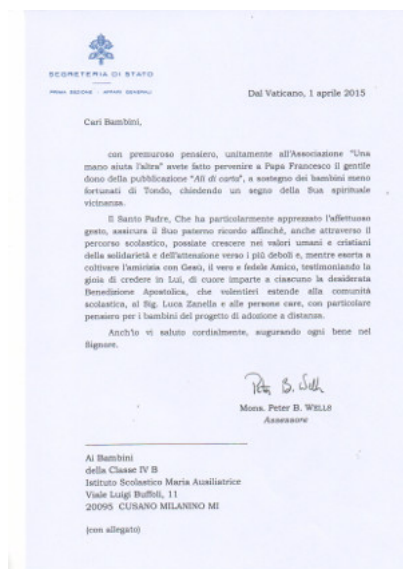 SEGRETERIA DI STATO
PRIMA SEZIONE - AFFARI GENERALI
Dal Vaticano, 1 aprile 2015
Cari Bambini,
con premuroso pensiero, unitamente all'Associazione "Una
mano aiuta l'altra" avete fatto pervenire a Papa Francesco il gentile
dono della pubblicazione "Ali di carta", a sostegno dei bambini meno
fortunati di Tondo, chiedendo un segno della Sua spirituale
vicinanza.
Il Santo Padre, Che ha particolarmente apprezzato l'affettuoso
gesto, assicura il Suo paterno ricordo affinché, anche attraverso il
percorso scolastico, possiate crescere nei valori umani e cristiani
della solidarietà e dell'attenzione verso i più deboli e, mentre esorta a
coltivare l'amicizia con Gesù, il vero e fedele Amico, testimoniando la
gioia di credere in Lui, di cuore imparte a ciascuno la desiderata
Benedizione Apostolica, che volentieri estende alla comunità
scolastica, al Sig. Luca Zanella e alle persone care, con particolare
pensiero per i bambini del progetto di adozione a distanza.
Anch'io vi saluto cordialmente, augurando ogni bene nel
Signore.
Peter B. Wells
Mons. Peter B. WELLS
Assessore
Ai Bambini
della Classe IV B
Istituto Scolastico Maria Ausiliatrice
Viale Luigi Buffoli, 11
20095 CUSANO MILANINO MI
(con allegato)